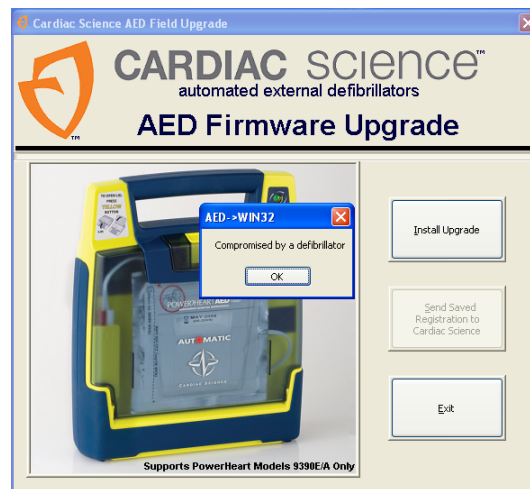 Cardiac Science AED Field Upgrade
CARDIAC SCIENCE™
automated external defibrillators
AED Firmware Upgrade
™
TO OPEN LID,
PRESS
YELLOW
BUTTON
AED->WIN32
Compromised by a defibrillator
OK
POWERHEART AED
AUTOMATIC
CARDIAC SCIENCE
Supports PowerHeart Models 9390E/A Only
Install Upgrade
Send Saved
Registration to
Cardiac Science
Exit